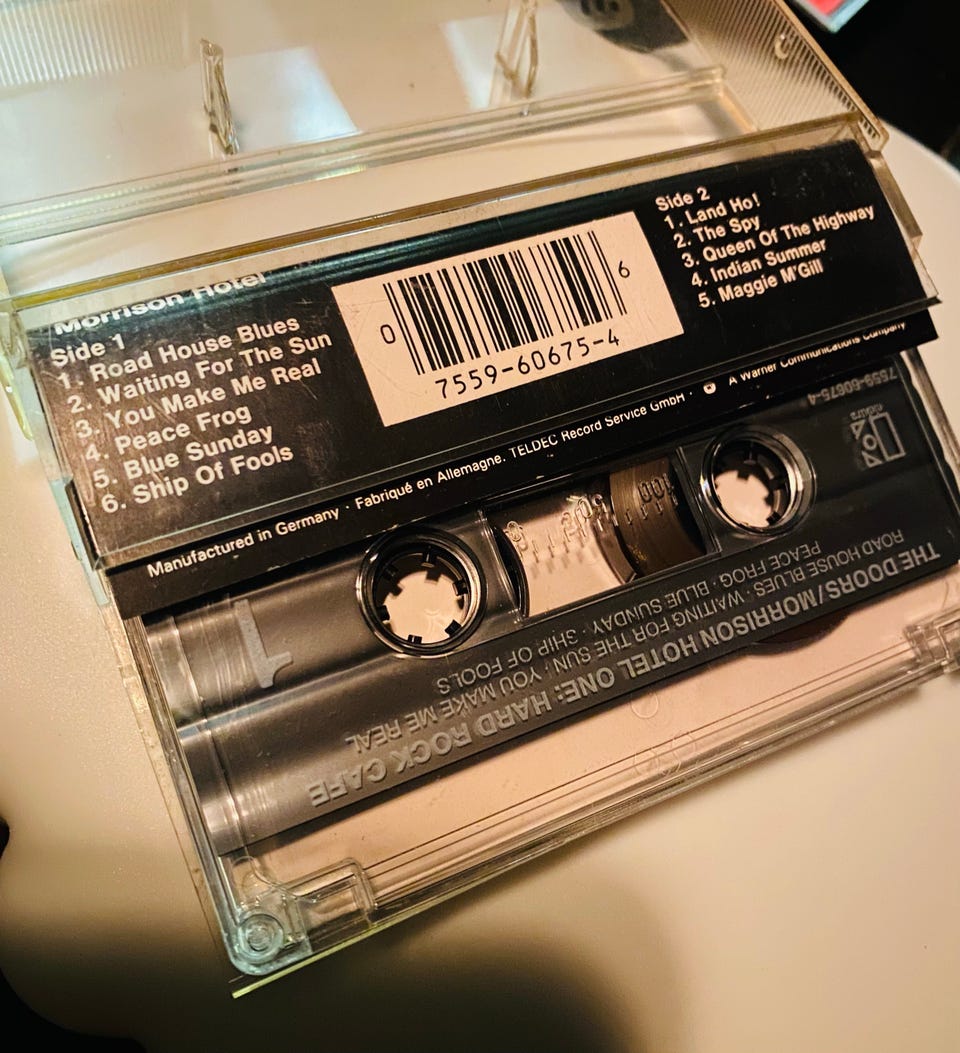 Morrison Hotel
Side 1
1. Road House Blues
2. Waiting For The Sun
3. You Make Me Real
4. Peace Frog
5. Blue Sunday
6. Ship Of Fools
0
6
7559-60675-4
Side 2
1. Land Ho!
2. The Spy
3. Queen Of The Highway
4. Indian Summer
5. Maggie M'Gill
Manufactured in Germany · Fabriqué en Allemagne. TELDEC Record Service GmbH · A Warner Communications Company
THE DOORS/MORRISON HOTEL ONE: HARD ROCK CAFE
ROAD HOUSE BLUES · WAITING FOR THE SUN · YOU MAKE ME REAL
PEACE FROG · BLUE SUNDAY · SHIP OF FOOLS
1
7559-60675-4
elektra
100
50